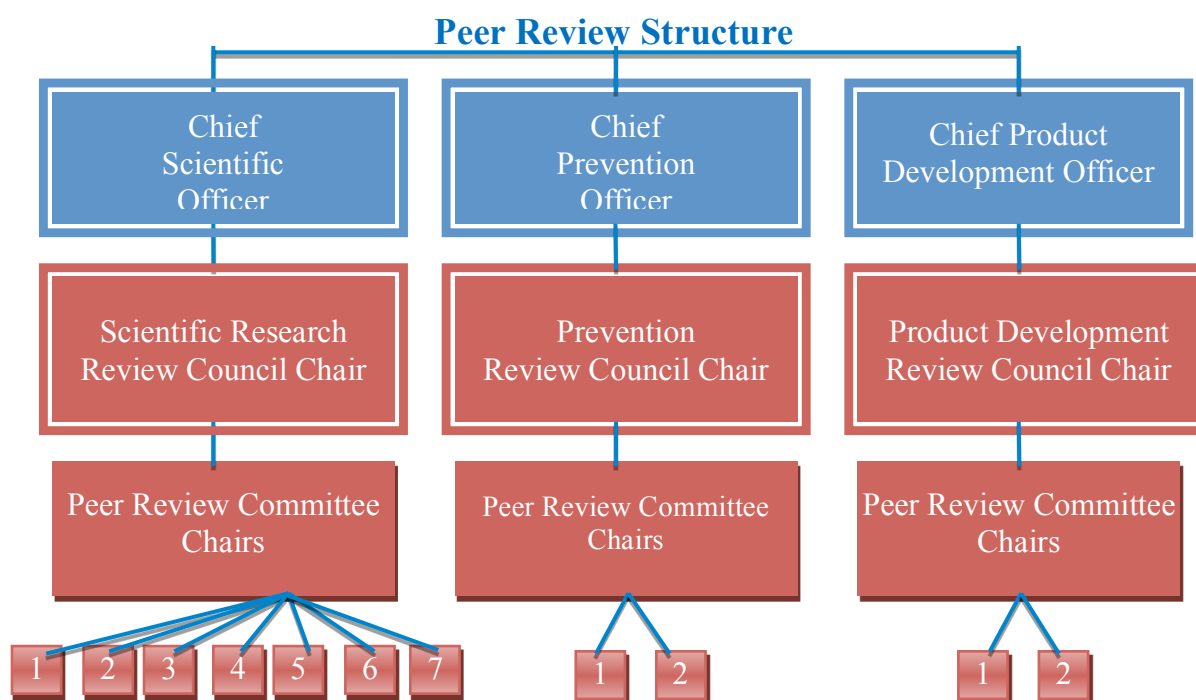 Peer Review Structure
Chief
Scientific
Officer
Chief
Prevention
Officer
Chief Product
Development Officer
Scientific Research
Review Council Chair
Prevention
Review Council Chair
Product Development
Review Council Chair
Peer Review Committee
Chairs
Peer Review Committee
Chairs
Peer Review Committee
Chairs
1 2 3 4 5 6 7
1 2
1 2